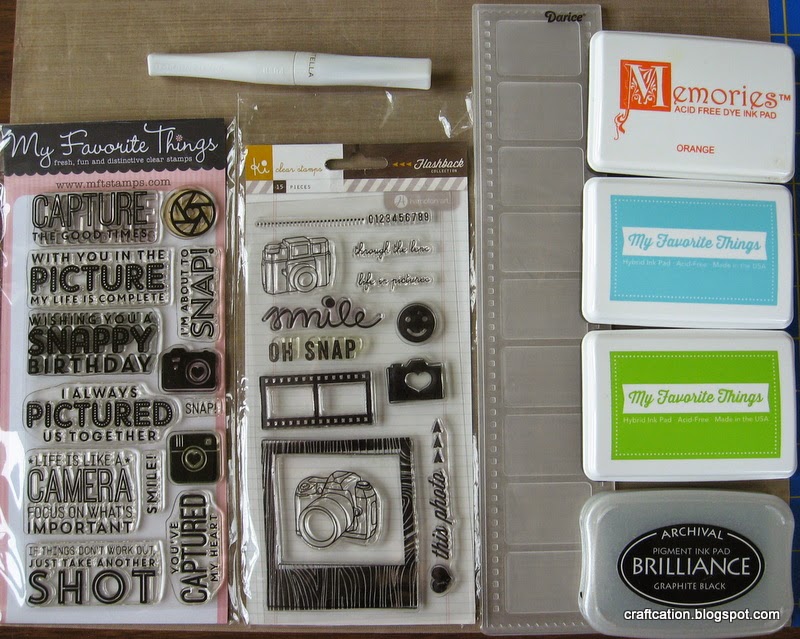 Darice
TELLA
My Favorite Things
fresh, fun and distinctive clear stamps
www.mftstamps.com
CAPTURE
THE GOOD TIMES
WITH YOU IN THE
PICTURE
MY LIFE IS COMPLETE
I'M ABOUT TO
SNAP!
WISHING YOU A
SNAPPY
BIRTHDAY
I ALWAYS
PICTURED
US TOGETHER
SNAP!
LIFE IS LIKE A
CAMERA
FOCUS ON WHAT'S
IMPORTANT
SMILE!
IF THINGS DON'T WORK OUT
JUST TAKE ANOTHER
SHOT
YOU'VE
CAPTURED
MY HEART
Ki clear stamps
Flashback
COLLECTION
15 PIECES
0123456789
through the lens
life in pictures
smile
OH SNAP
this photo
Memories™
ACID FREE DYE INK PAD
ORANGE
My Favorite Things
Hybrid Ink Pad · Acid-Free · Made in the USA
My Favorite Things
Hybrid Ink Pad · Acid-Free · Made in the USA
ARCHIVAL
PIGMENT INK PAD
BRILLIANCE
GRAPHITE BLACK
craftcation.blogspot.com